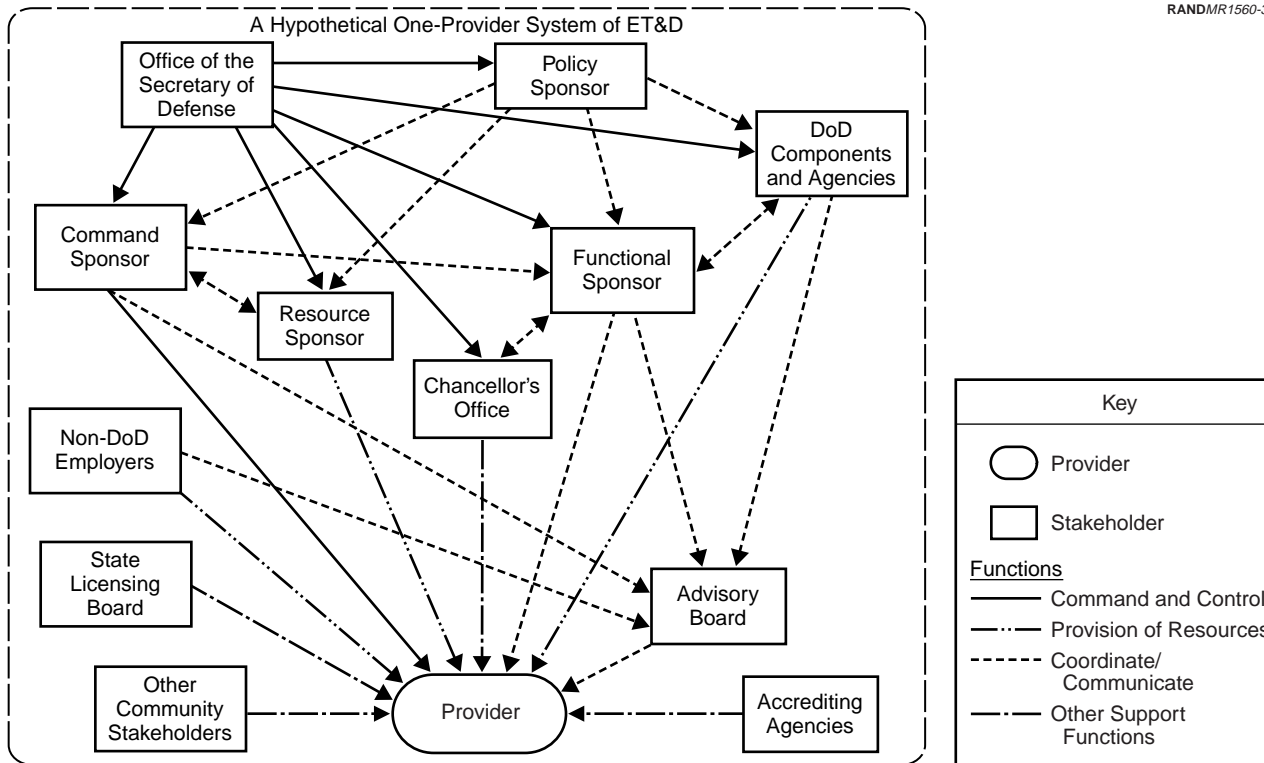 RANDMR1560-3
A Hypothetical One-Provider System of ET&D
Office of the
Secretary of
Defense
Policy
Sponsor
DoD
Components
and Agencies
Command
Sponsor
Functional
Sponsor
Resource
Sponsor
Chancellor's
Office
Non-DoD
Employers
State
Licensing
Board
Advisory
Board
Other
Community
Stakeholders
Provider
Accrediting
Agencies
Key
Provider
Stakeholder
Functions
Command and Control
Provision of Resources
Coordinate/
Communicate
Other Support
Functions